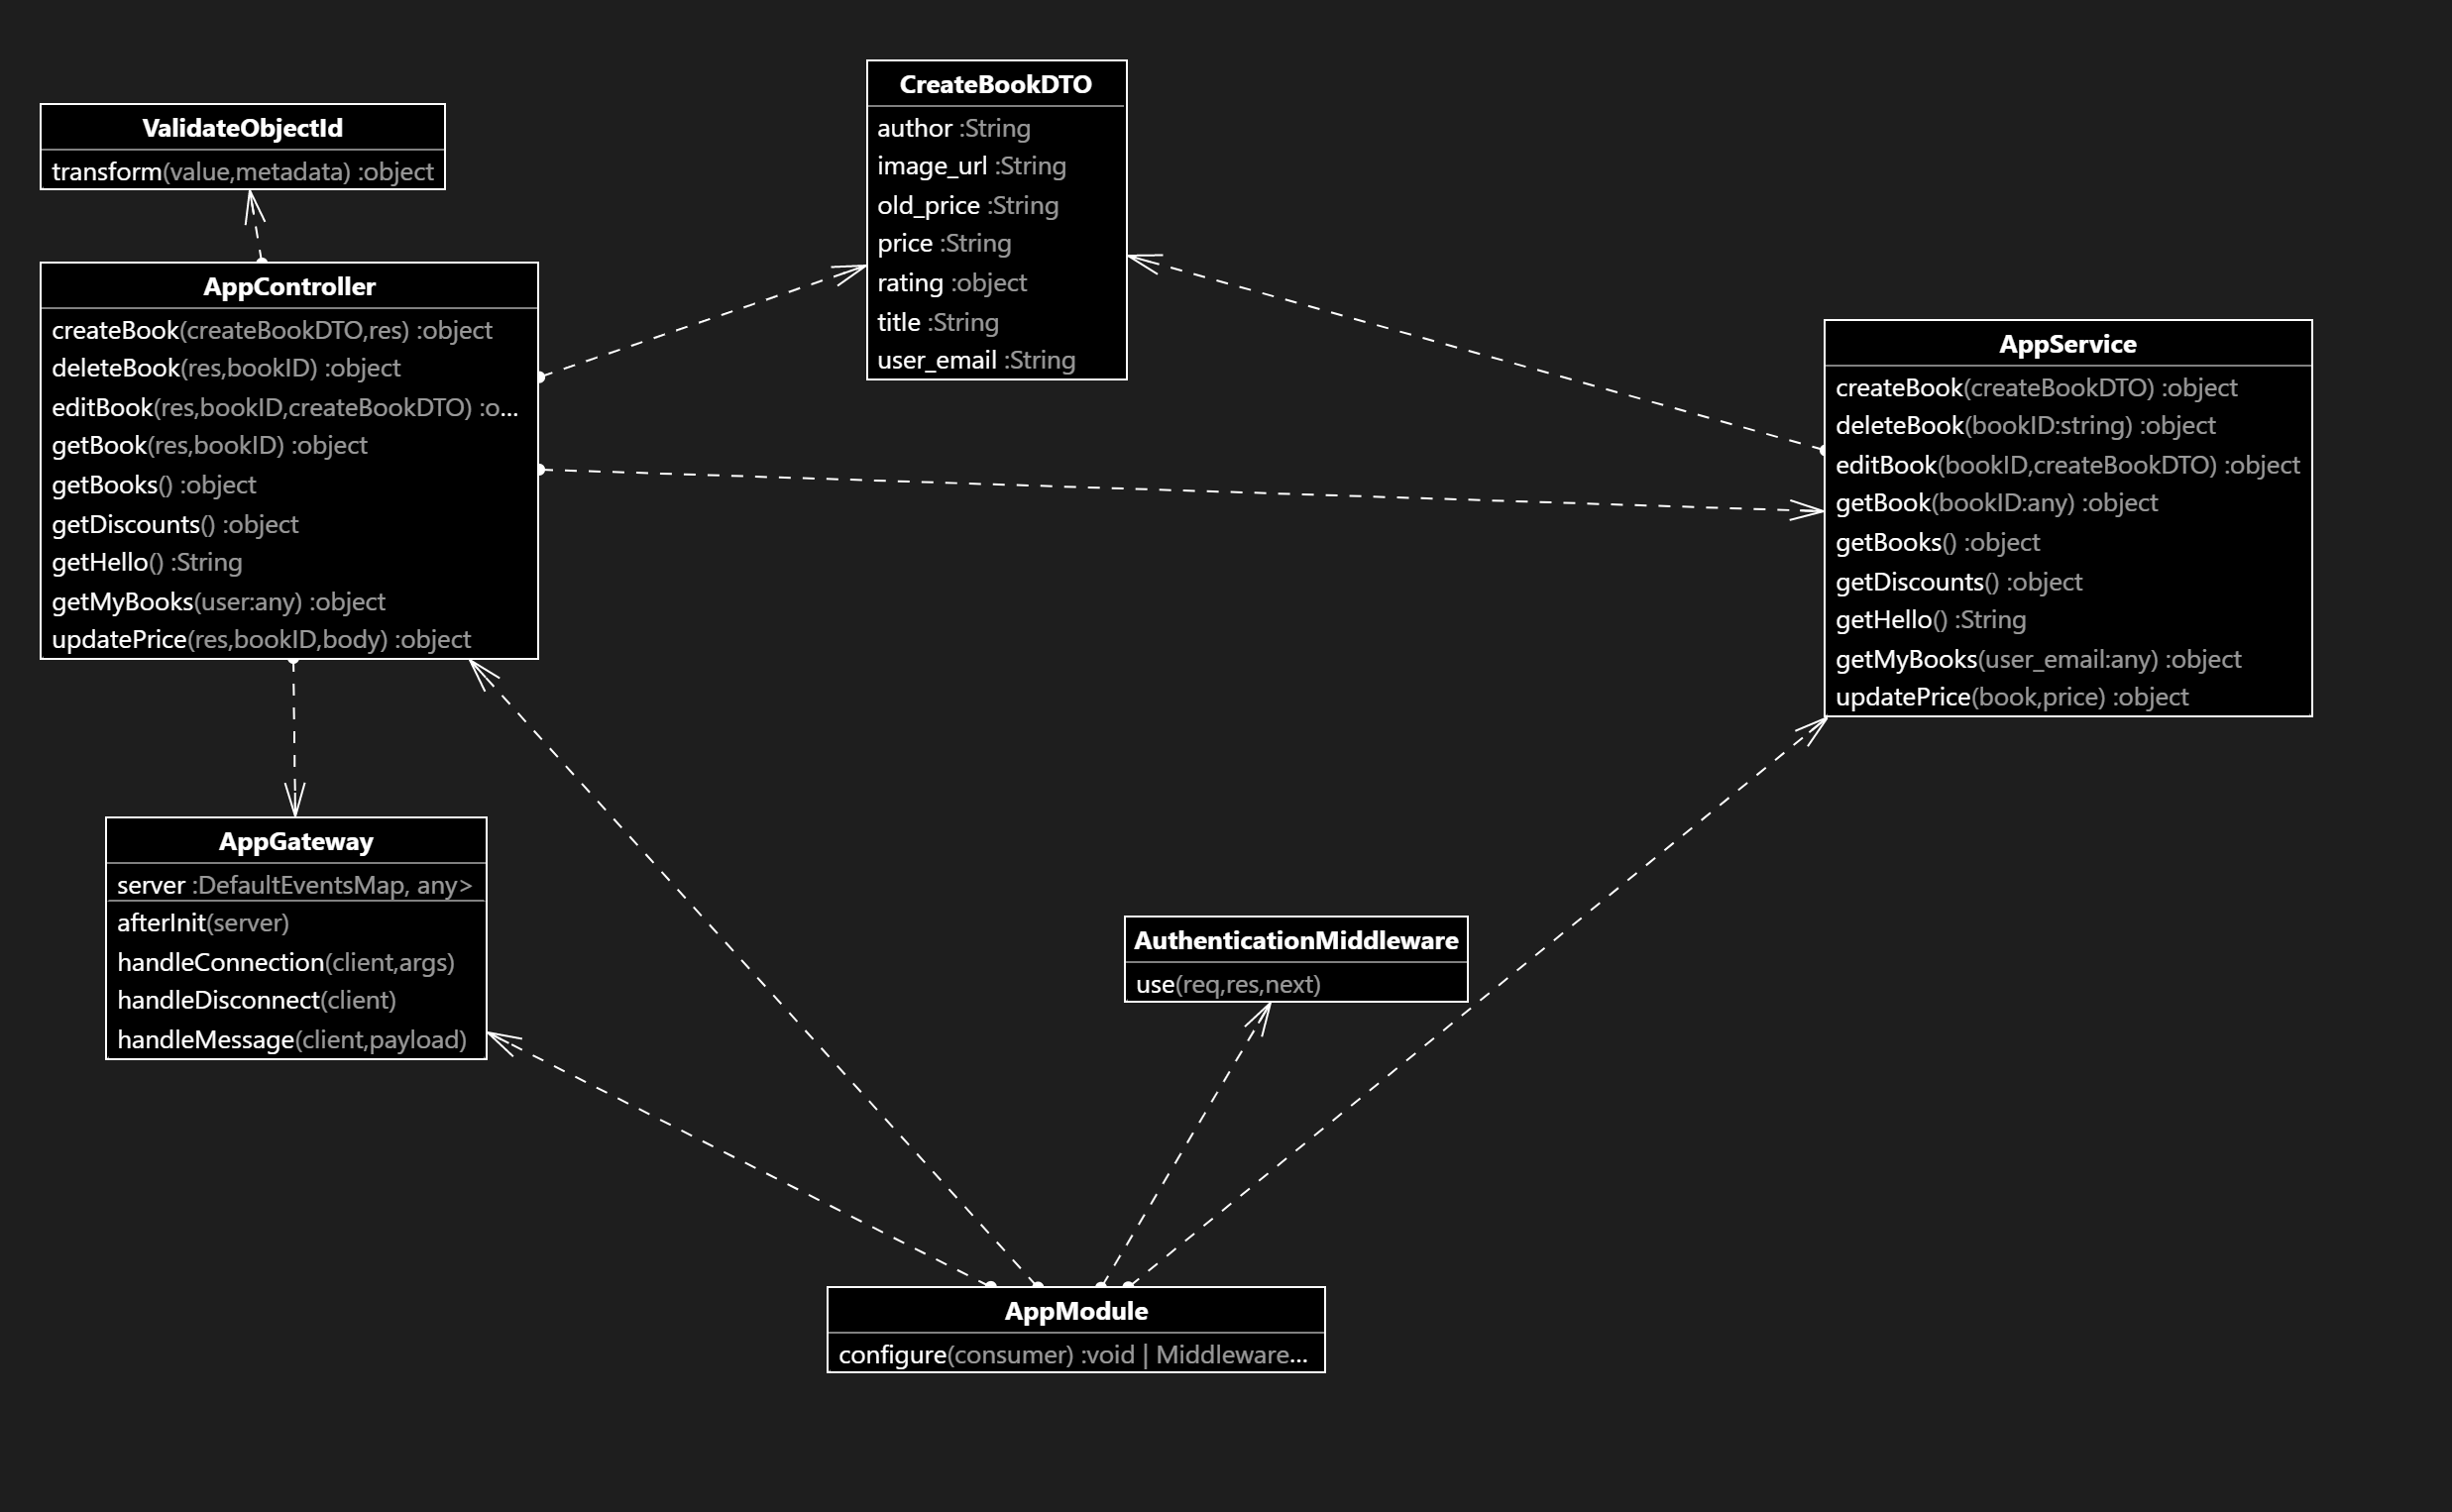 ValidateObjectId
transform(value,metadata) :object
CreateBookDTO
author :String
image_url :String
old_price :String
price :String
rating :object
title :String
user_email :String
AppController
createBook(createBookDTO,res) :object
deleteBook(res,bookID) :object
editBook(res,bookID,createBookDTO) :o...
getBook(res,bookID) :object
getBooks() :object
getDiscounts() :object
getHello() :String
getMyBooks(user:any) :object
updatePrice(res,bookID,body) :object
AppService
createBook(createBookDTO) :object
deleteBook(bookID:string) :object
editBook(bookID,createBookDTO) :object
getBook(bookID:any) :object
getBooks() :object
getDiscounts() :object
getHello() :String
getMyBooks(user_email:any) :object
updatePrice(book,price) :object
AppGateway
server :DefaultEventsMap, any>
afterInit(server)
handleConnection(client,args)
handleDisconnect(client)
handleMessage(client,payload)
AuthenticationMiddleware
use(req,res,next)
AppModule
configure(consumer) :void | Middleware...